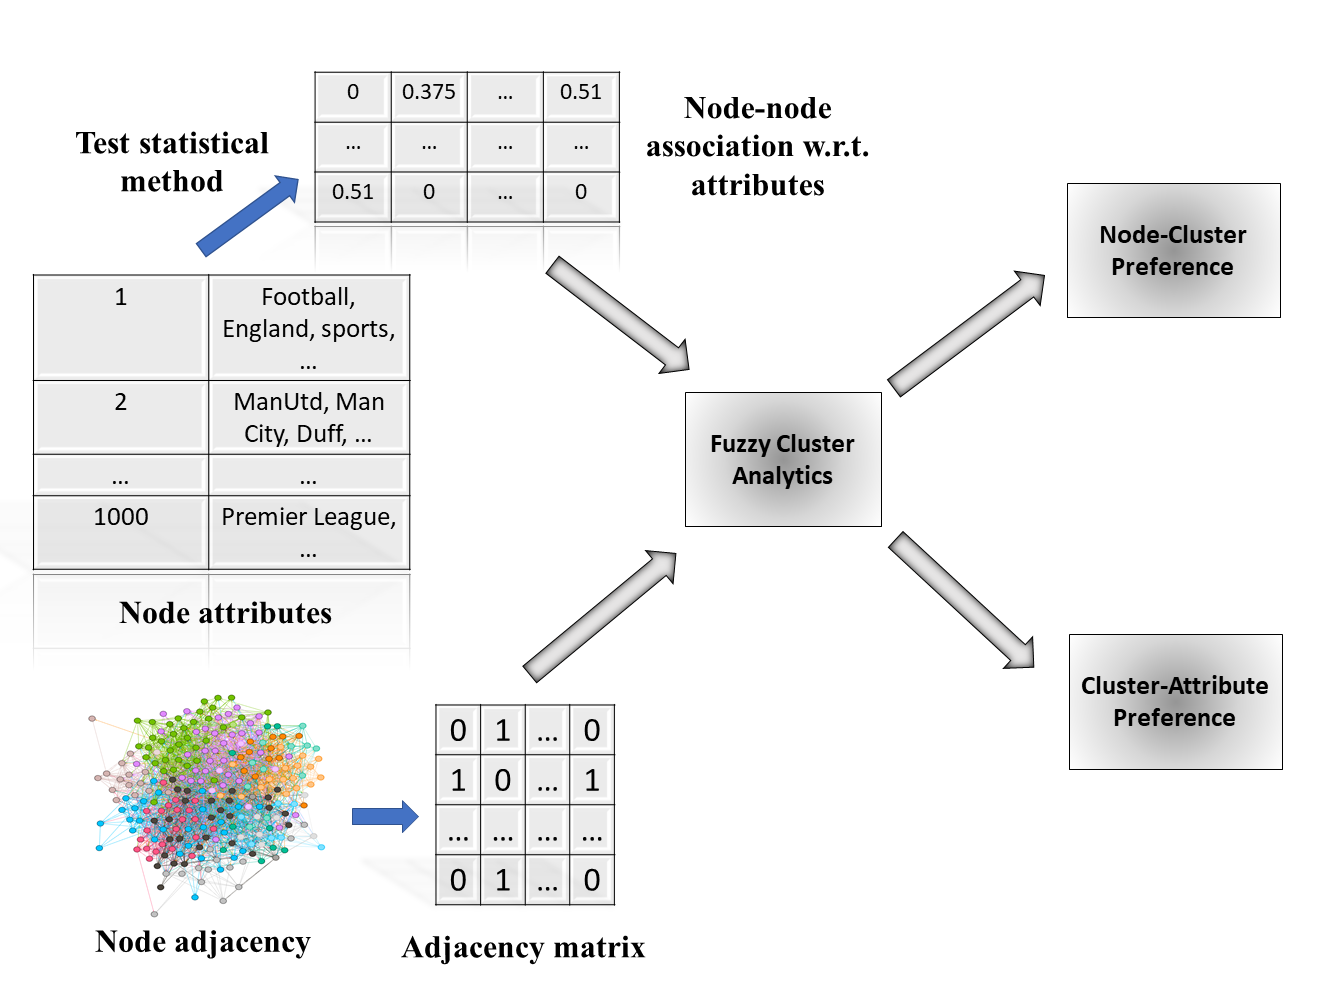 Test statistical
method
0 0.375 ... 0.51
... ... ... ...
0.51 0 ... 0
Node-node
association w.r.t.
attributes
1 Football,
England, sports,
...
2 ManUtd, Man
City, Duff, ...
... ...
1000 Premier League,
...
Node attributes
Node adjacency
0 1 ... 0
1 0 ... 1
... ... ... ...
0 1 ... 0
Adjacency matrix
Fuzzy Cluster
Analytics
Node-Cluster
Preference
Cluster-Attribute
Preference